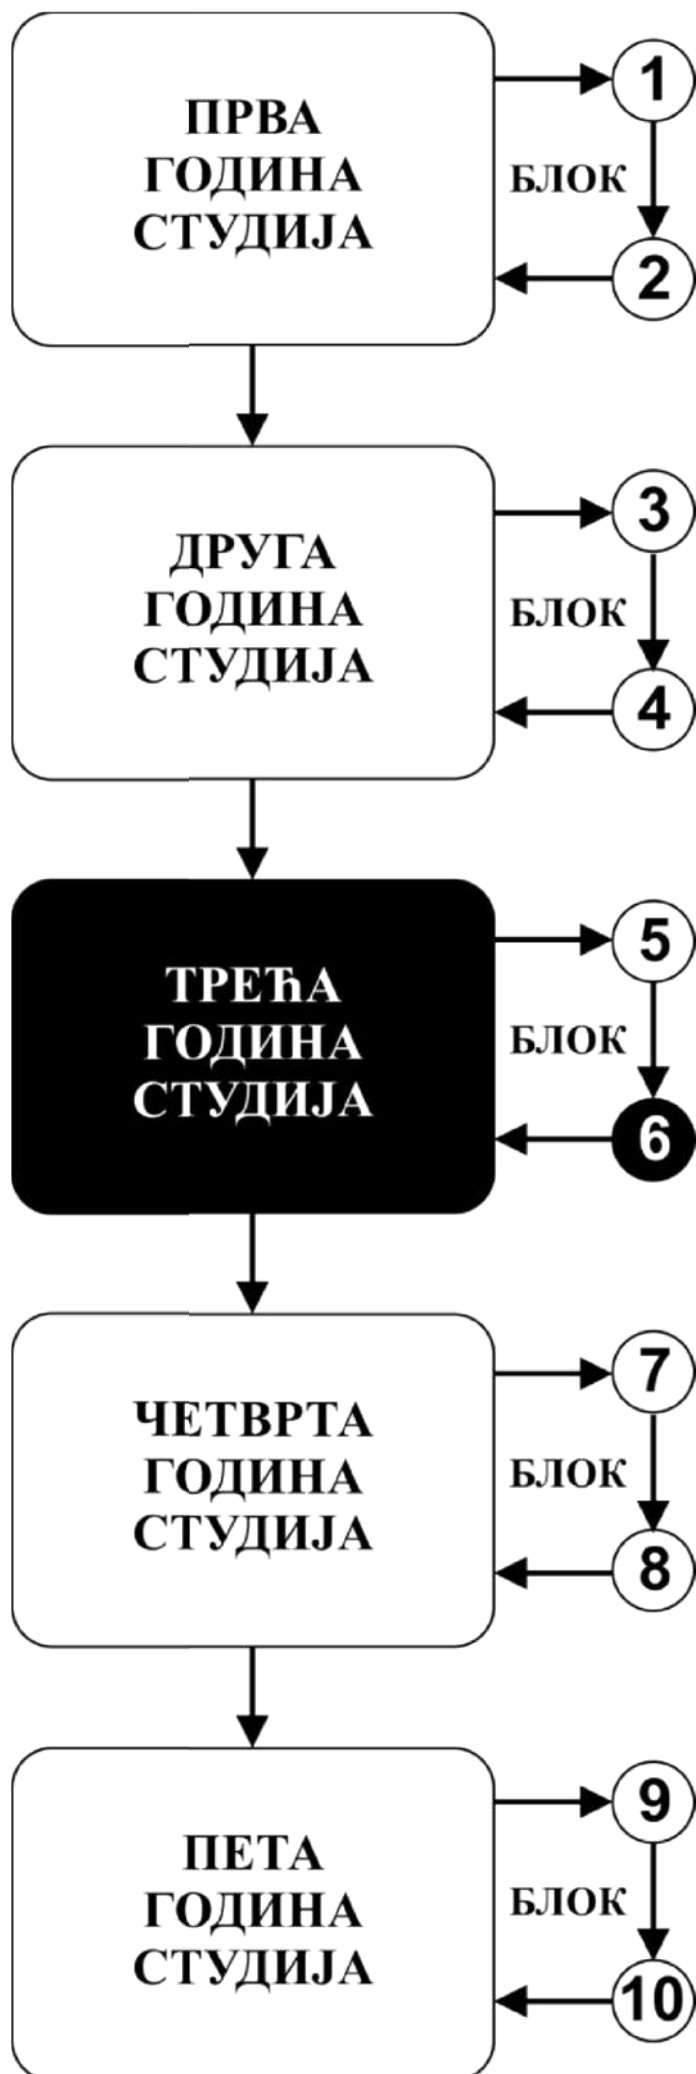 ПРВА
ГОДИНА
СТУДИЈА
1
БЛОК
2
ДРУГА
ГОДИНА
СТУДИЈА
3
БЛОК
4
ТРЕЋА
ГОДИНА
СТУДИЈА
5
БЛОК
6
ЧЕТВРТА
ГОДИНА
СТУДИЈА
7
БЛОК
8
ПЕТА
ГОДИНА
СТУДИЈА
9
БЛОК
10